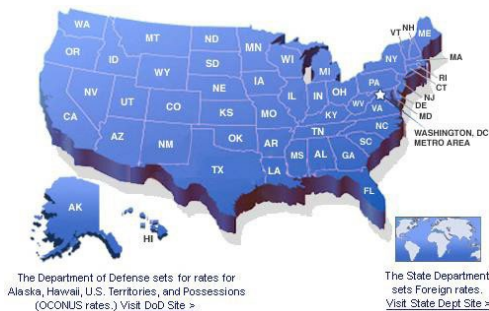 WA
MT
ND
MN
VT
NH
ME
OR
ID
SD
WI
MI
NY
MA
WY
RI
CT
NV
UT
NE
IA
PA
NJ
CA
CO
IL
IN
OH
DE
WV
VA
MD
KS
MO
KY
WASHINGTON, DC
METRO AREA
AZ
NM
OK
AR
TN
NC
SC
TX
LA
MS
AL
GA
FL
AK
HI
The Department of Defense sets for rates for
Alaska, Hawaii, U.S. Territories, and Possessions
(OCONUS rates.) Visit DoD Site >
The State Department
sets Foreign rates.
Visit State Dept Site >